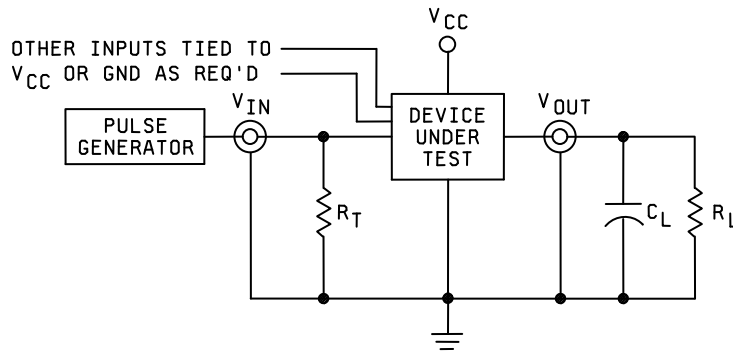 V_CC
OTHER INPUTS TIED TO
V_CC OR GND AS REQ'D
V_IN
V_OUT
PULSE
GENERATOR
DEVICE
UNDER
TEST
R_T
C_L
R_L